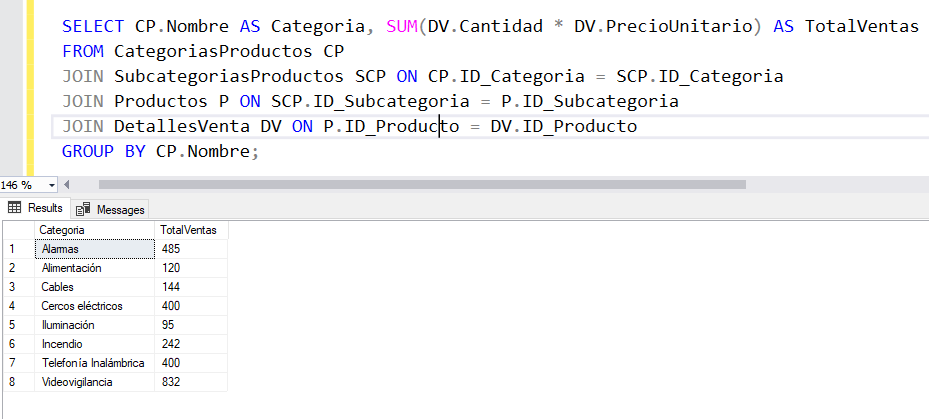 SELECT CP.Nombre AS Categoria, SUM(DV.Cantidad * DV.PrecioUnitario) AS TotalVentas
FROM CategoriasProductos CP
JOIN SubcategoriasProductos SCP ON CP.ID_Categoria = SCP.ID_Categoria
JOIN Productos P ON SCP.ID_Subcategoria = P.ID_Subcategoria
JOIN DetallesVenta DV ON P.ID_Producto = DV.ID_Producto
GROUP BY CP.Nombre;
146 %
Results Messages
Categoria TotalVentas
1 Alarmas 485
2 Alimentación 120
3 Cables 144
4 Cercos eléctricos 400
5 Iluminación 95
6 Incendio 242
7 Telefonía Inalámbrica 400
8 Videovigilancia 832